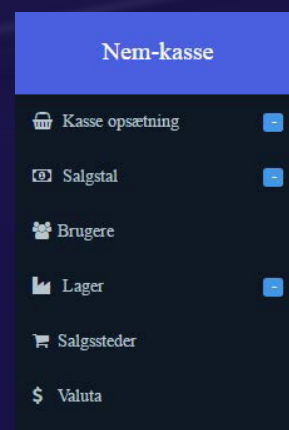 Nem-kasse
Kasse opsætning -
Salgstal -
Brugere
Lager -
Salgssteder
$ Valuta